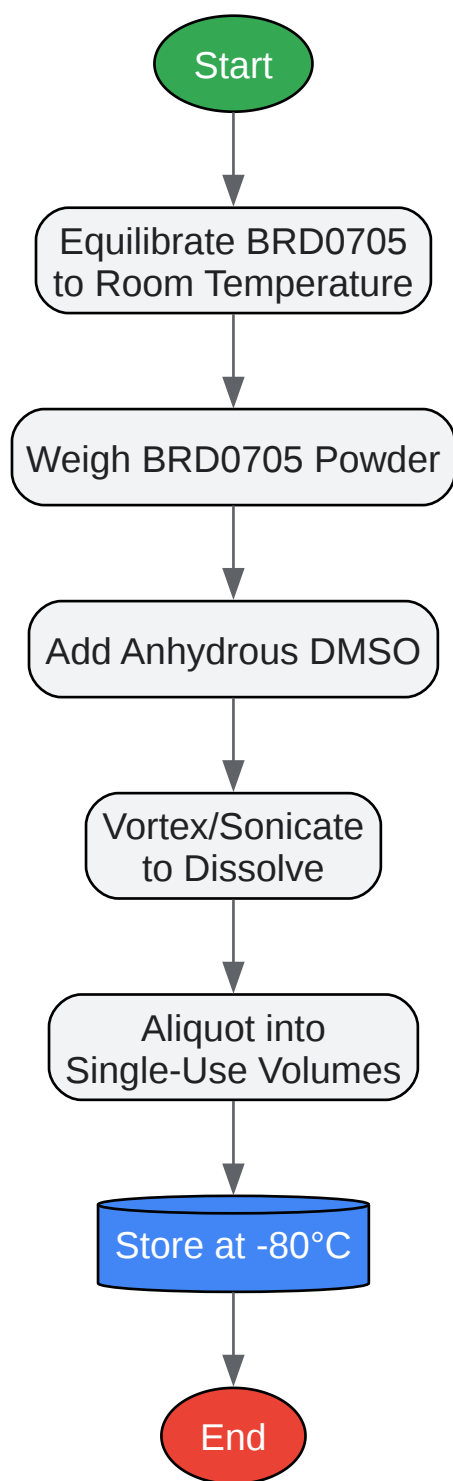 Start
Equilibrate BRD0705
to Room Temperature
Weigh BRD0705 Powder
Add Anhydrous DMSO
Vortex/Sonicate
to Dissolve
Aliquot into
Single-Use Volumes
Store at -80°C
End